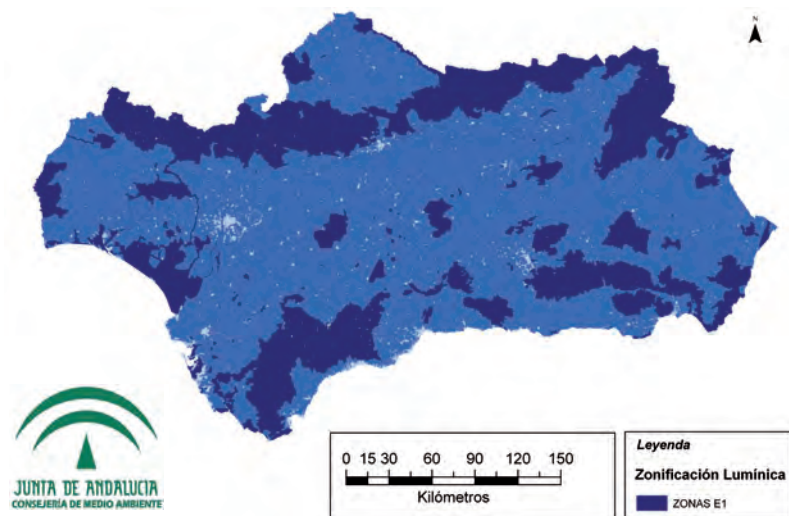 N
JUNTA DE ANDALUCIA
CONSEJERÍA DE MEDIO AMBIENTE
0 15 30 60 90 120 150
Kilómetros
Leyenda
Zonificación Lumínica
ZONAS E1